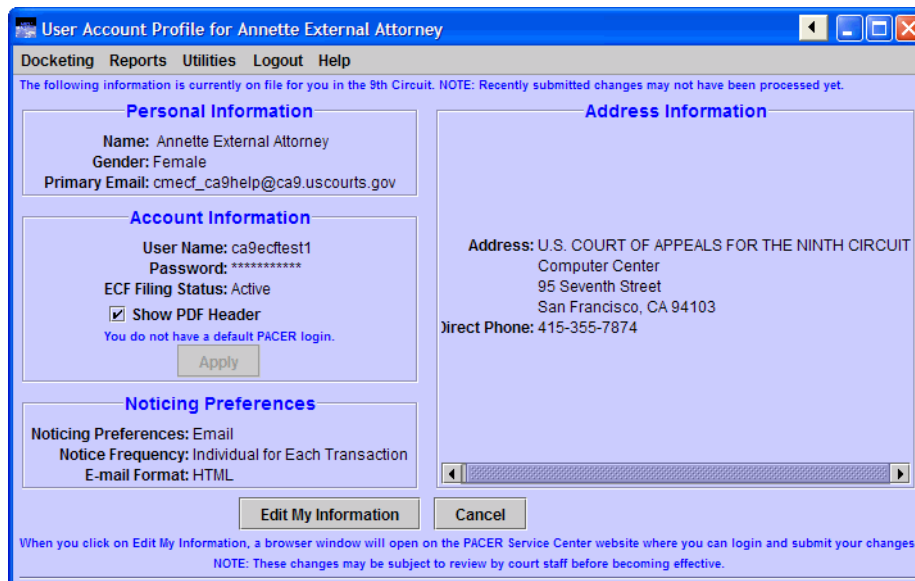 User Account Profile for Annette External Attorney
Docketing Reports Utilities Logout Help
The following information is currently on file for you in the 9th Circuit. NOTE: Recently submitted changes may not have been processed yet.
Personal Information
Name: Annette External Attorney
Gender: Female
Primary Email: cmecf_ca9help@ca9.uscourts.gov
Account Information
User Name: ca9ecftest1
Password: ***********
ECF Filing Status: Active
Show PDF Header
You do not have a default PACER login.
Apply
Noticing Preferences
Noticing Preferences: Email
Notice Frequency: Individual for Each Transaction
E-mail Format: HTML
Address Information
Address: U.S. COURT OF APPEALS FOR THE NINTH CIRCUIT
Computer Center
95 Seventh Street
San Francisco, CA 94103
Direct Phone: 415-355-7874
Edit My Information Cancel
When you click on Edit My Information, a browser window will open on the PACER Service Center website where you can login and submit your changes
NOTE: These changes may be subject to review by court staff before becoming effective.